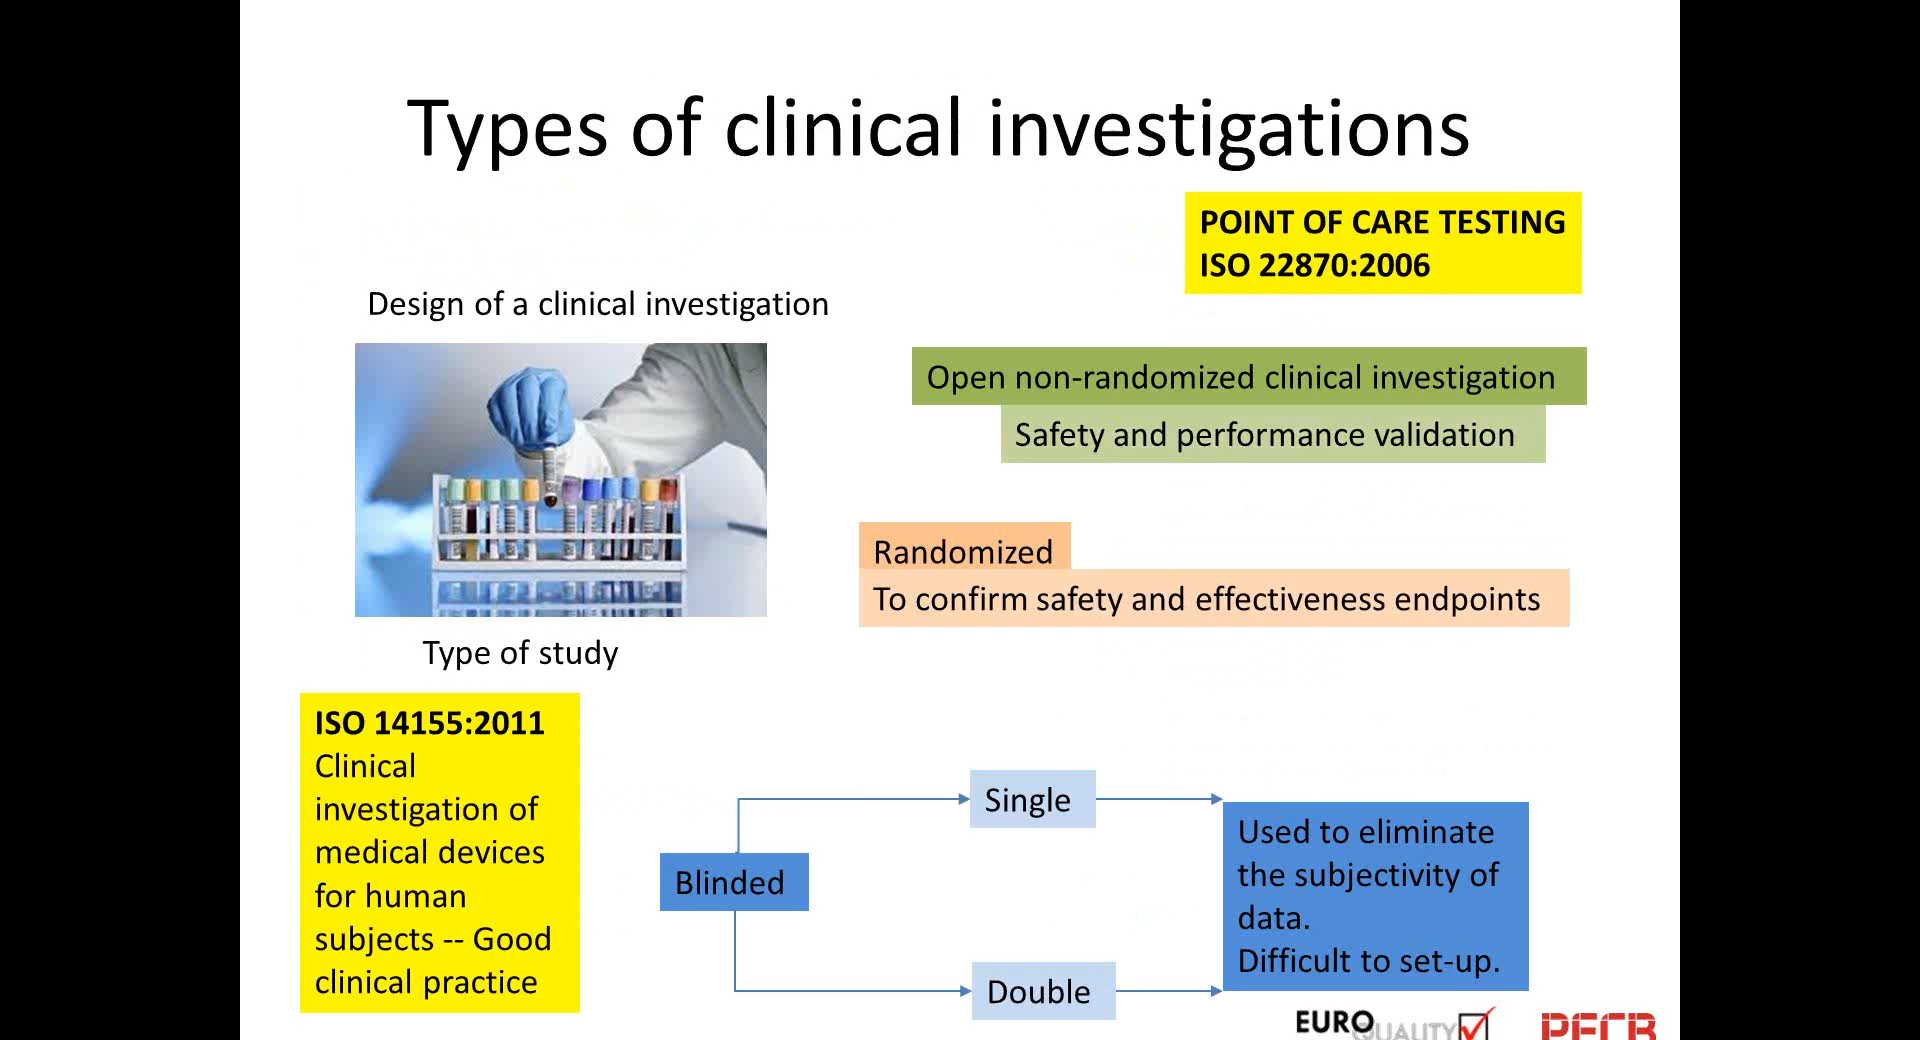 Types of clinical investigations
POINT OF CARE TESTING
ISO 22870:2006
Design of a clinical investigation
Open non-randomized clinical investigation
Safety and performance validation
Randomized
To confirm safety and effectiveness endpoints
Type of study
ISO 14155:2011
Clinical
investigation of
medical devices
for human
subjects -- Good
clinical practice
Blinded
Single
Double
Used to eliminate
the subjectivity of
data.
Difficult to set-up.
EURO
QUALITY
PECB